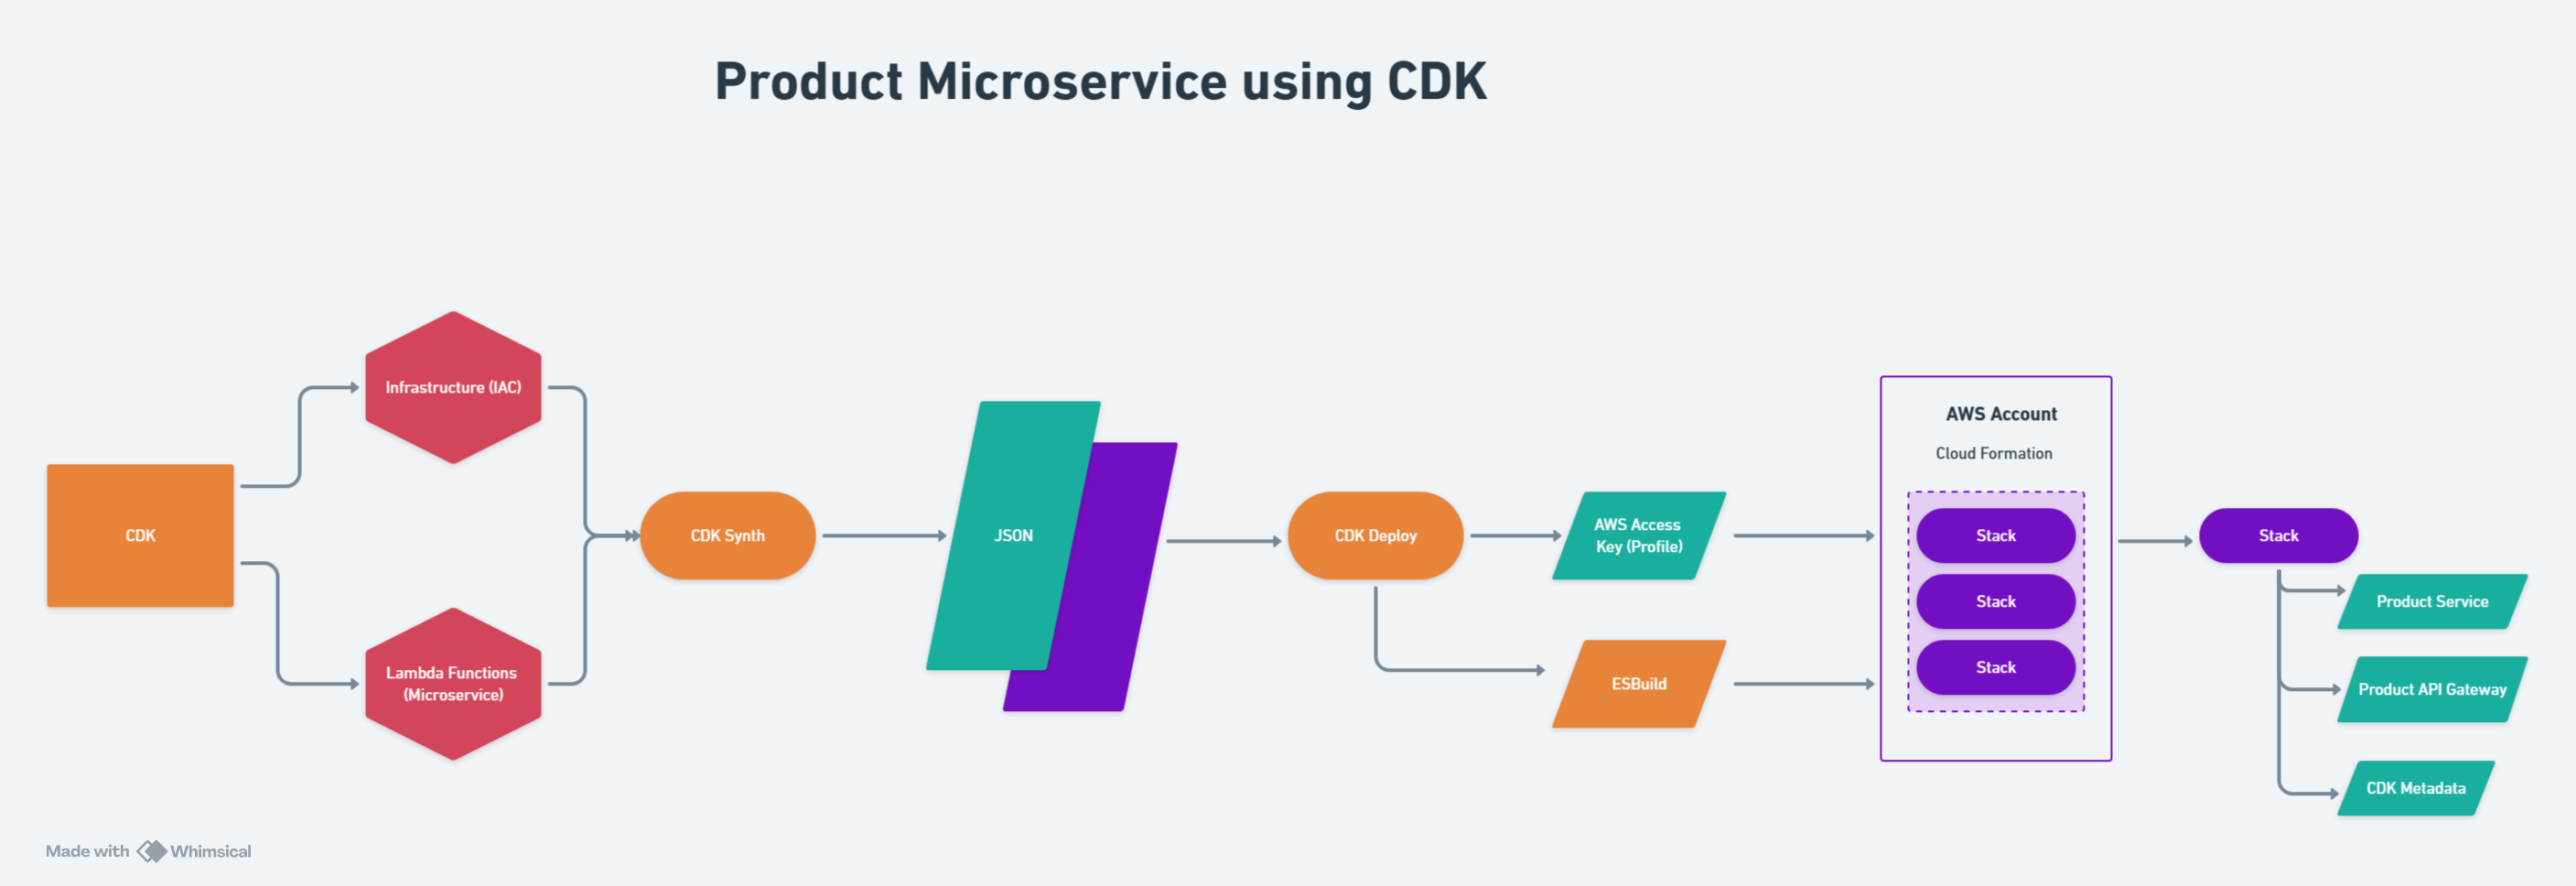 Product Microservice using CDK
CDK
Infrastructure (IAC)
Lambda Functions
(Microservice)
CDK Synth
JSON
CDK Deploy
AWS Access
Key (Profile)
ESBuild
AWS Account
Cloud Formation
Stack
Stack
Stack
Stack
Product Service
Product API Gateway
CDK Metadata
Made with Whimsical